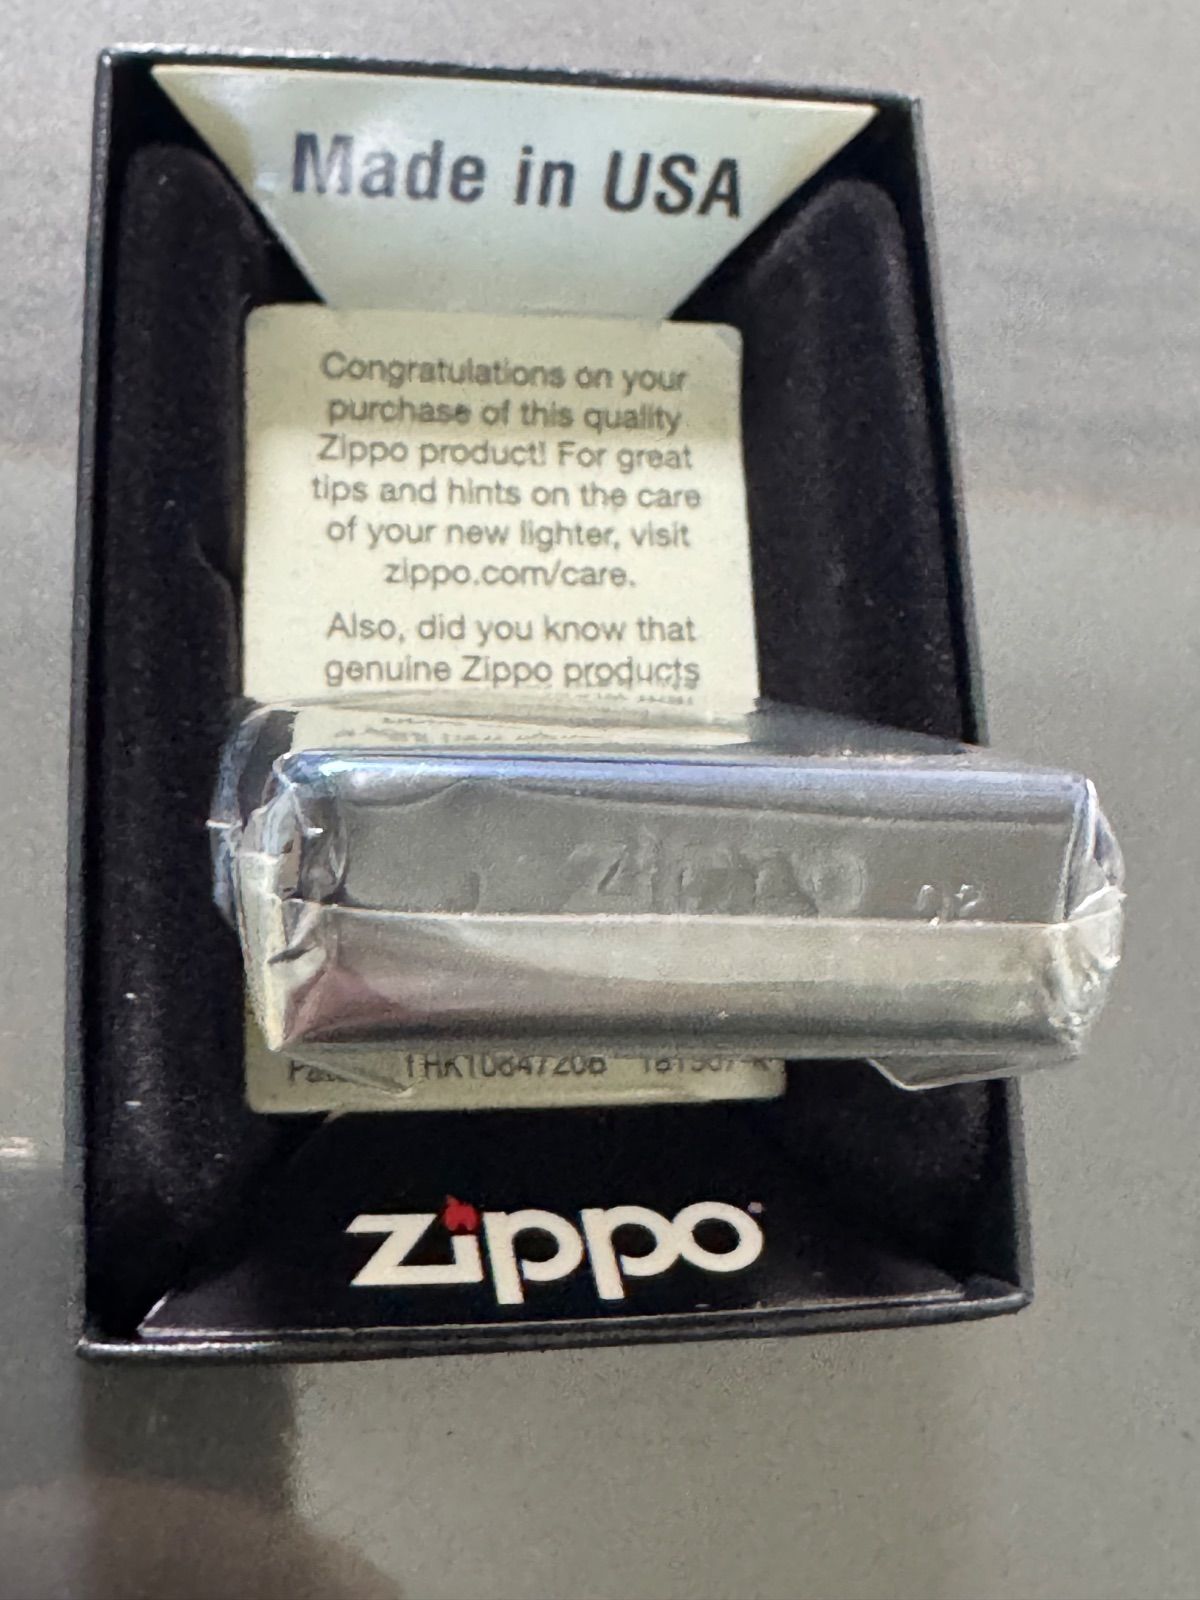 Made in USA
Congratulations on your
purchase of this quality
Zippo product! For great
tips and hints on the care
of your new lighter, visit
zippo.com/care.
Also, did you know that
genuine Zippo products
Zippo
zippo